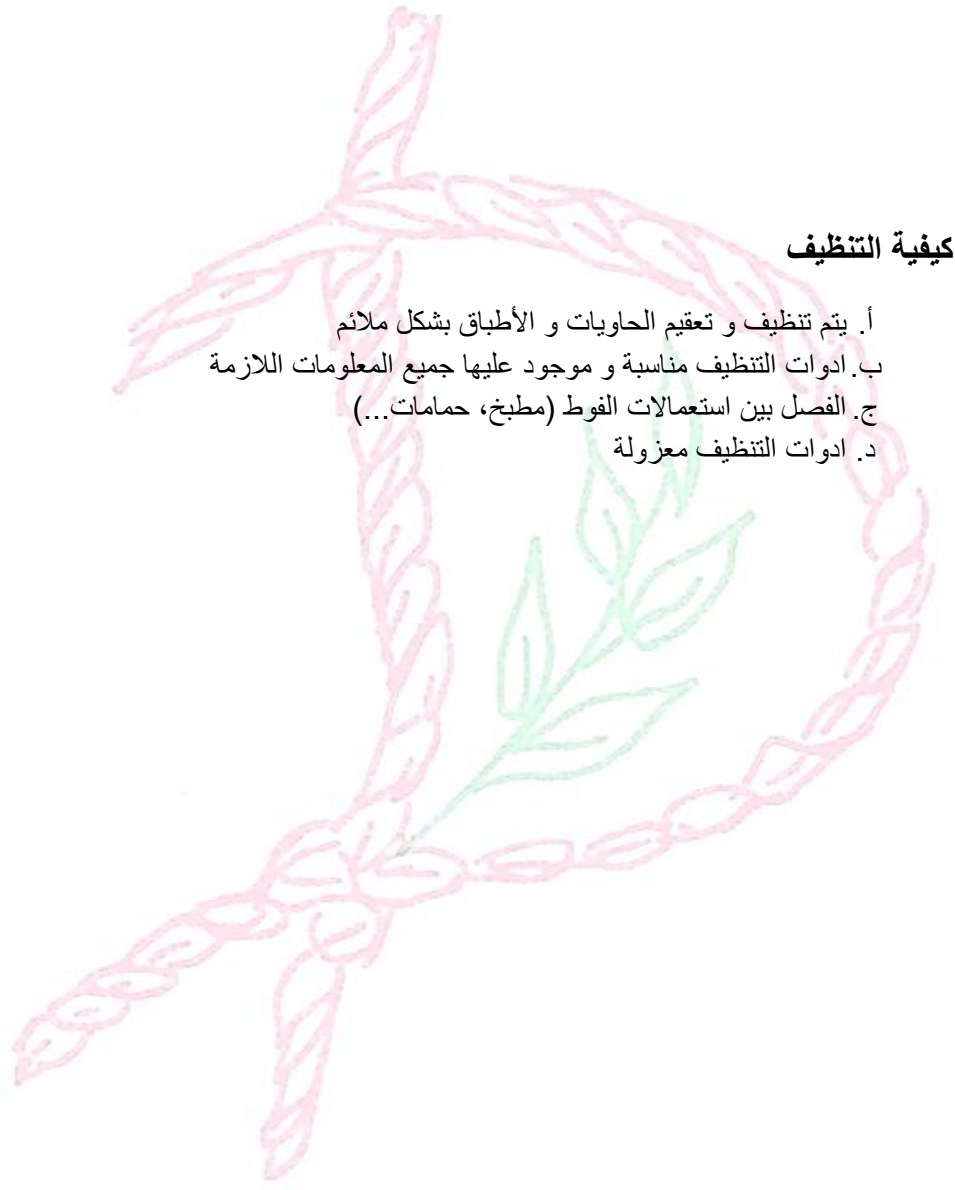 كيفية التنظيف
أ. يتم تنظيف و تعقيم الحاويات و الأطباق بشكل ملائم
ب. ادوات التنظيف مناسبة و موجود عليها جميع المعلومات اللازمة
ج. الفصل بين استعمالات الفوط (مطبخ، حمامات...)
د. ادوات التنظيف معزولة